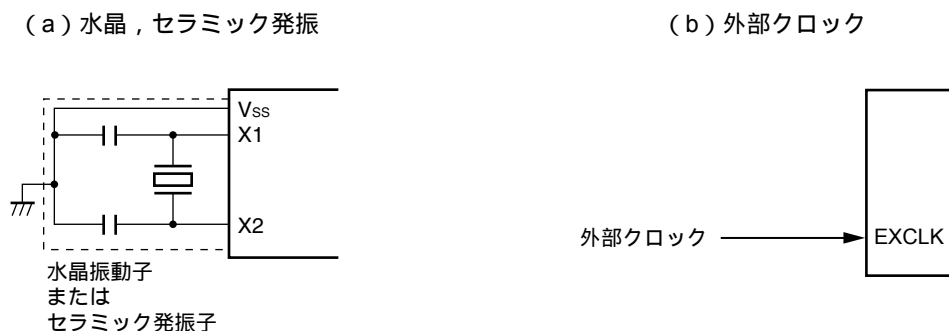 （a）水晶，セラミック発振
（b）外部クロック
VSS
X1
X2
水晶振動子
または
セラミック発振子
外部クロック
EXCLK